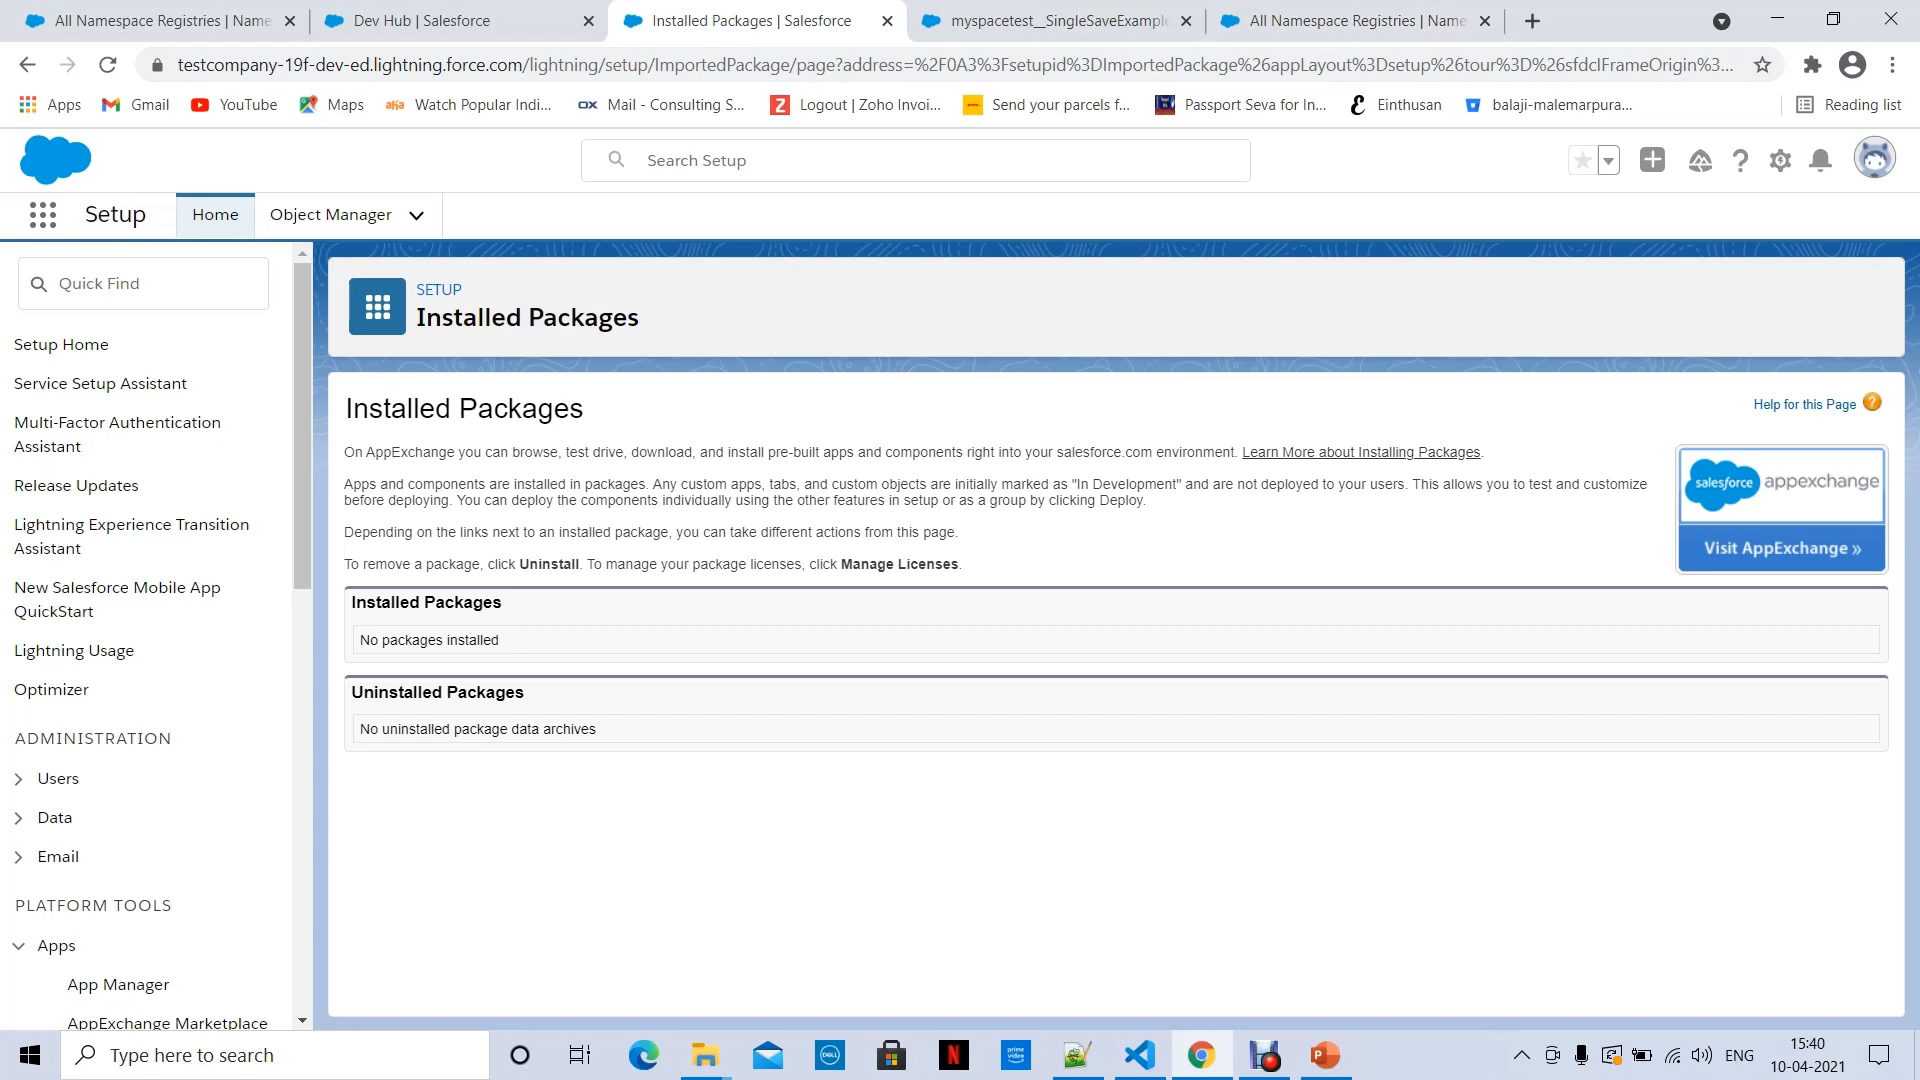 All Namespace Registries | Name
Dev Hub | Salesforce
Installed Packages | Salesforce
myspacetest__SingleSaveExample
All Namespace Registries | Name
testcompany-19f-dev-ed.lightning.force.com/lightning/setup/ImportedPackage/page?address=%2F0A3%3Fsetupid%3DImportedPackage%26appLayout%3Dsetup%26tour%3D%26sfdcIFrameOrigin%3...
Apps
Gmail
YouTube
Maps
aha Watch Popular Indi...
OX Mail - Consulting S...
Z Logout | Zoho Invoi...
Send your parcels f...
Passport Seva for In...
Einthusan
balaji-malemarpura...
Reading list
Search Setup
Setup
Home
Object Manager
Quick Find
Setup Home
Service Setup Assistant
Multi-Factor Authentication
Assistant
Release Updates
Lightning Experience Transition
Assistant
New Salesforce Mobile App
QuickStart
Lightning Usage
Optimizer
ADMINISTRATION
Users
Data
Email
PLATFORM TOOLS
Apps
App Manager
AppExchange Marketplace
SETUP
Installed Packages
Installed Packages
Help for this Page
On AppExchange you can browse, test drive, download, and install pre-built apps and components right into your salesforce.com environment. Learn More about Installing Packages.
Apps and components are installed in packages. Any custom apps, tabs, and custom objects are initially marked as "In Development" and are not deployed to your users. This allows you to test and customize
before deploying. You can deploy the components individually using the other features in setup or as a group by clicking Deploy.
Depending on the links next to an installed package, you can take different actions from this page.
To remove a package, click Uninstall. To manage your package licenses, click Manage Licenses.
salesforce appexchange
Visit AppExchange »
Installed Packages
No packages installed
Uninstalled Packages
No uninstalled package data archives
Type here to search
DELL
N
prime video
P
ENG
15:40
10-04-2021